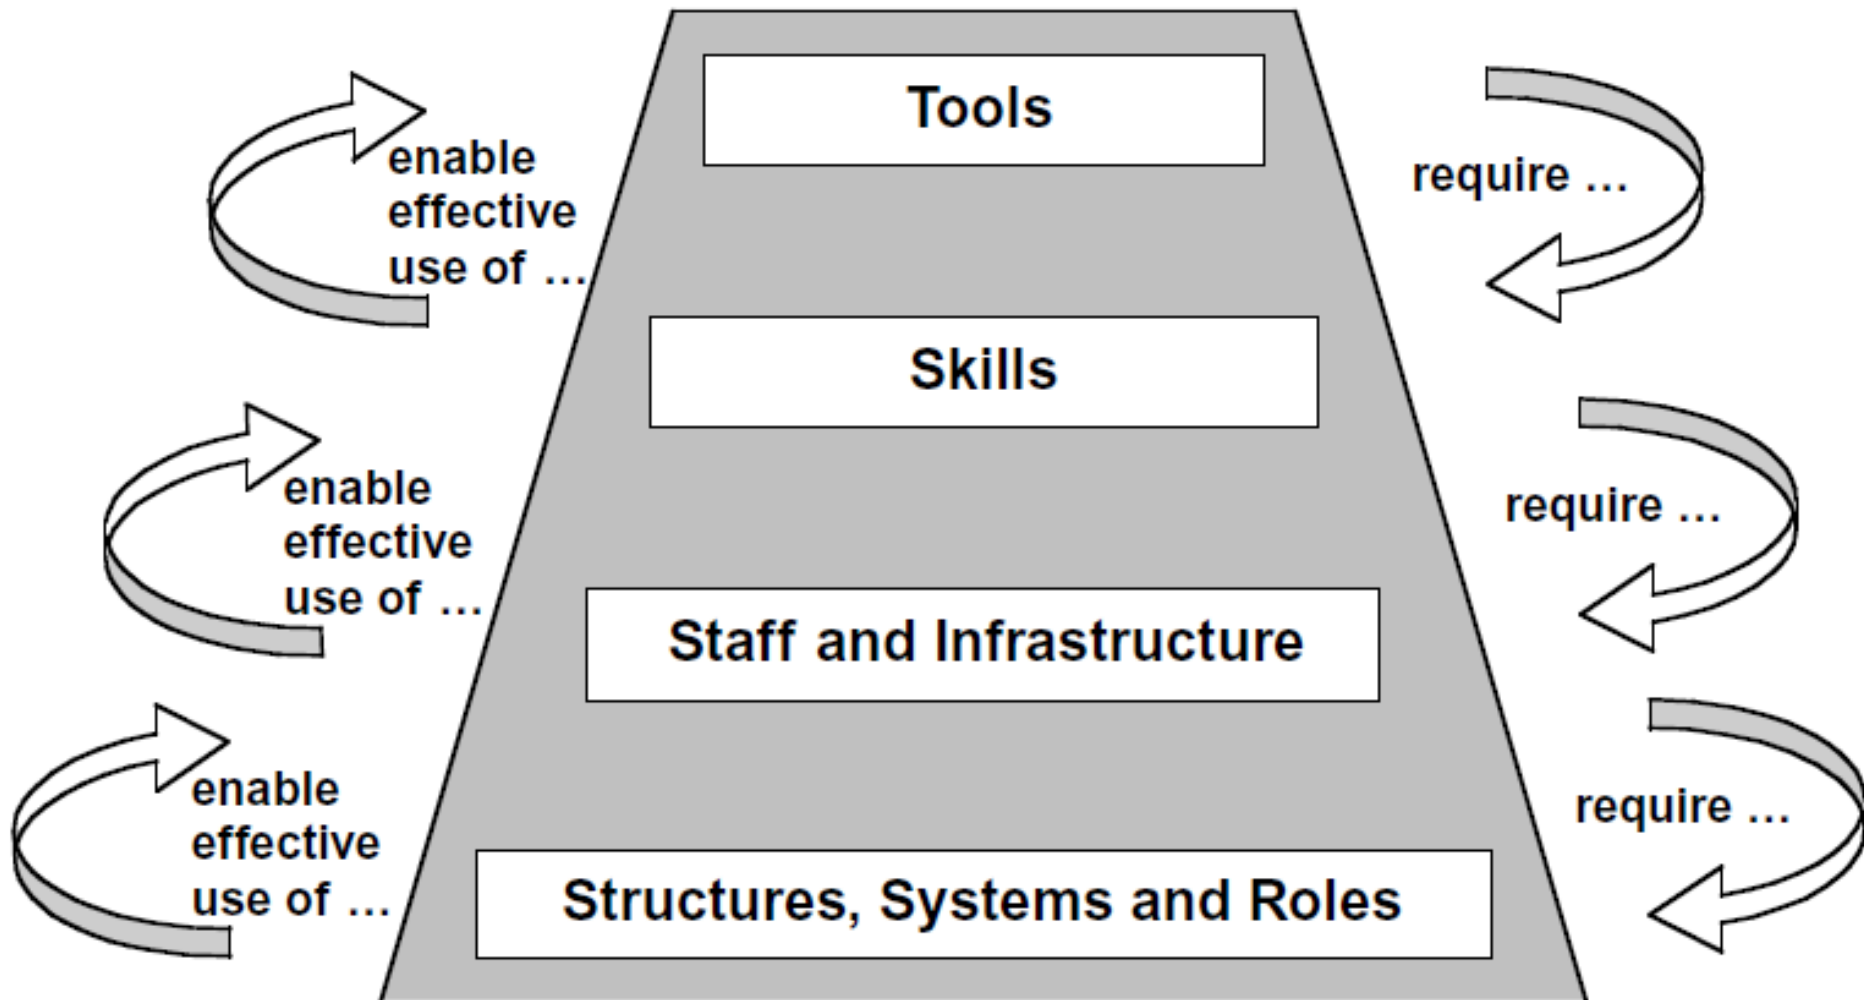 Tools
enable
effective
use of ...
require ...
Skills
enable
effective
use of ...
require ...
Staff and Infrastructure
enable
effective
use of ...
require ...
Structures, Systems and Roles